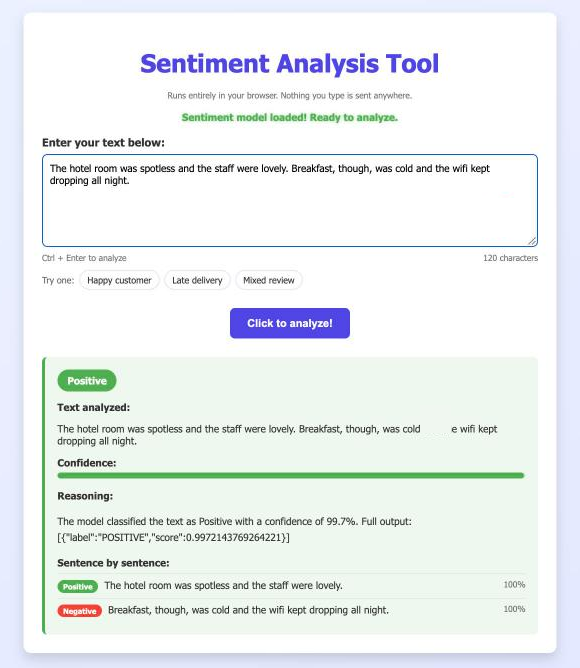 Sentiment Analysis Tool
Runs entirely in your browser. Nothing you type is sent anywhere.
Sentiment model loaded! Ready to analyze.
Enter your text below:
The hotel room was spotless and the staff were lovely. Breakfast, though, was cold and the wifi kept
dropping all night.
Ctrl + Enter to analyze 120 characters
Try one: Happy customer Late delivery Mixed review
Click to analyze!
Positive
Text analyzed:
The hotel room was spotless and the staff were lovely. Breakfast, though, was cold wifi kept
dropping all night.
Confidence:
Reasoning:
The model classified the text as Positive with a confidence of 99.7%. Full output:
[{"label":"POSITIVE","score":0.9972143769264221}]
Sentence by sentence:
Positive The hotel room was spotless and the staff were lovely. 100%
Negative Breakfast, though, was cold and the wifi kept dropping all night. 100%